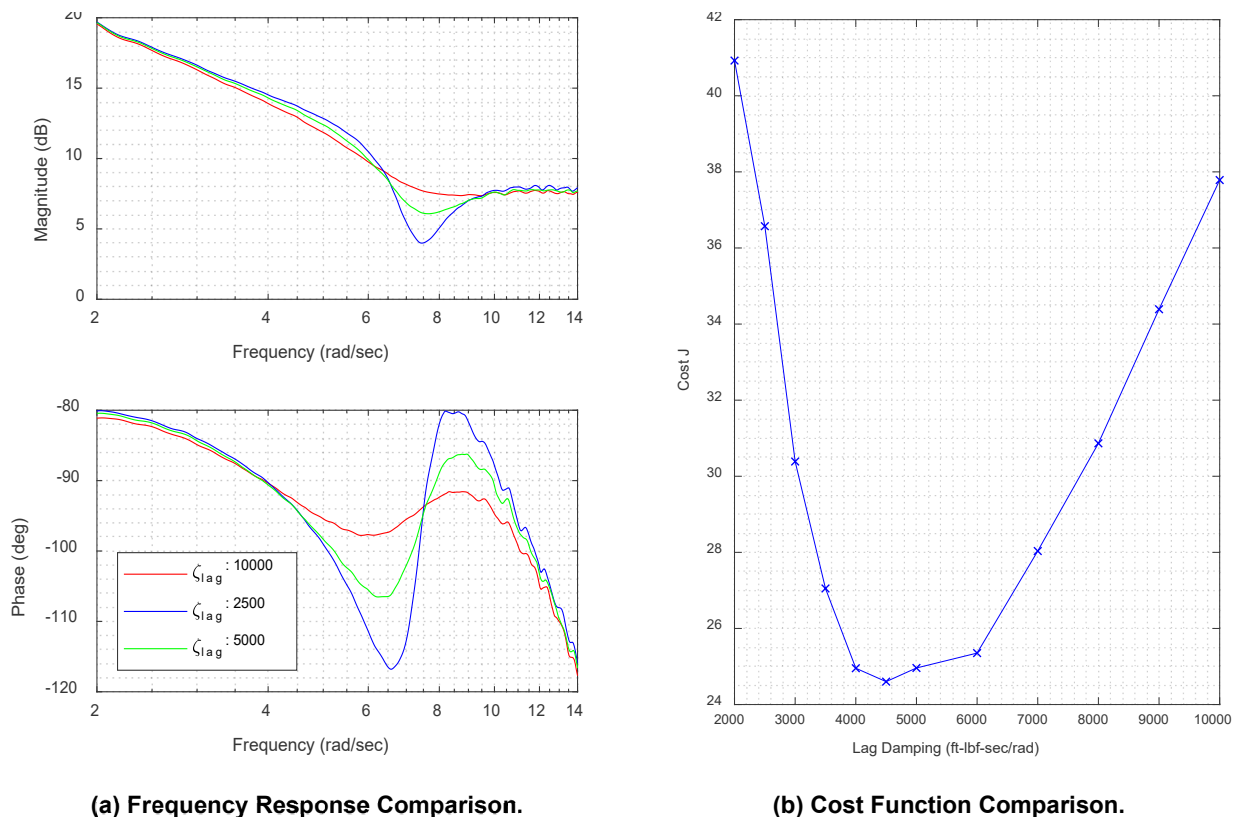 20
15
10
5
0
Magnitude (dB)
2 4 6 8 10 12 14
Frequency (rad/sec)
-80
-90
-100
-110
-120
Phase (deg)
ζlag : 10000
ζlag : 2500
ζlag : 5000
2 4 6 8 10 12 14
Frequency (rad/sec)
(a) Frequency Response Comparison.
42
40
38
36
34
32
30
28
26
24
Cost J
2000 3000 4000 5000 6000 7000 8000 9000 10000
Lag Damping (ft-lbf-sec/rad)
(b) Cost Function Comparison.